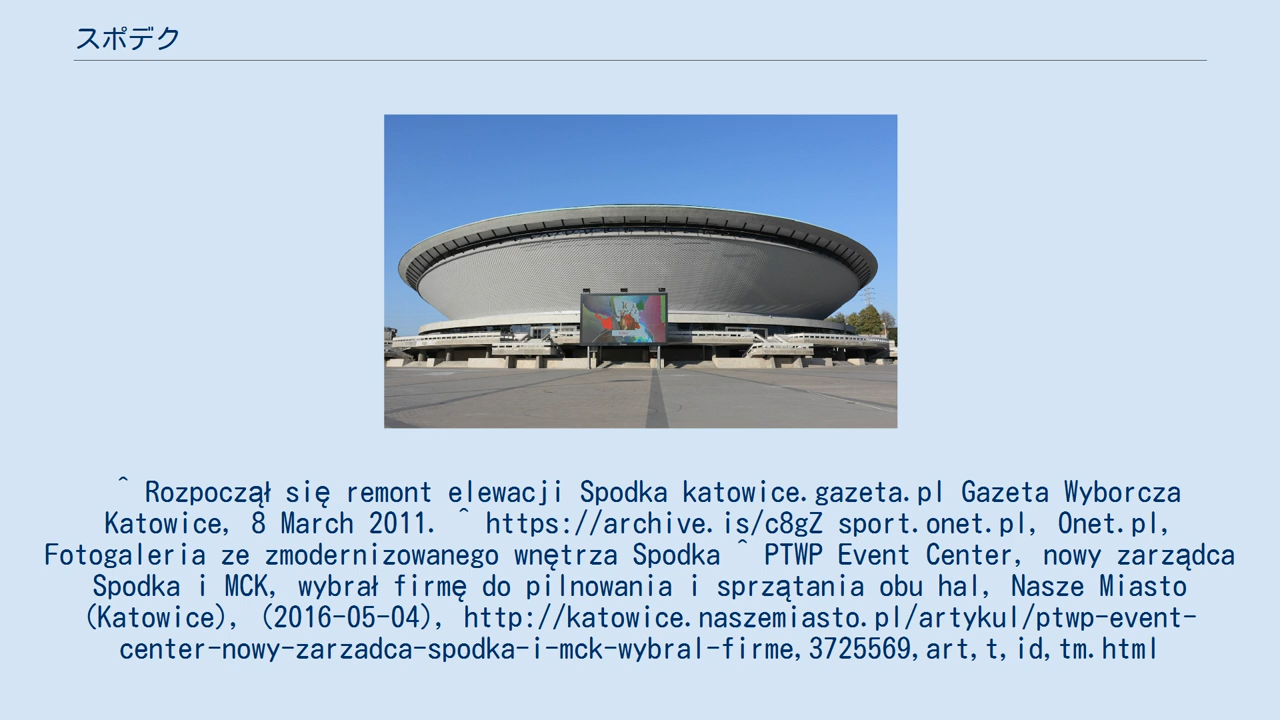 スポデク
^ Rozpoczął się remont elewacji Spodka katowice.gazeta.pl Gazeta Wyborcza
Katowice, 8 March 2011. ^ https://archive.is/c8gZ sport.onet.pl, Onet.pl,
Fotogaleria ze zmodernizowanego wnętrza Spodka ^ PTWP Event Center, nowy zarządca
Spodka i MCK, wybrał firmę do pilnowania i sprzątania obu hal, Nasze Miasto
(Katowice), (2016-05-04), http://katowice.naszemiasto.pl/artykul/ptwp-event-
center-nowy-zarzadca-spodka-i-mck-wybral-firme,3725569,art,t,id,tm.html